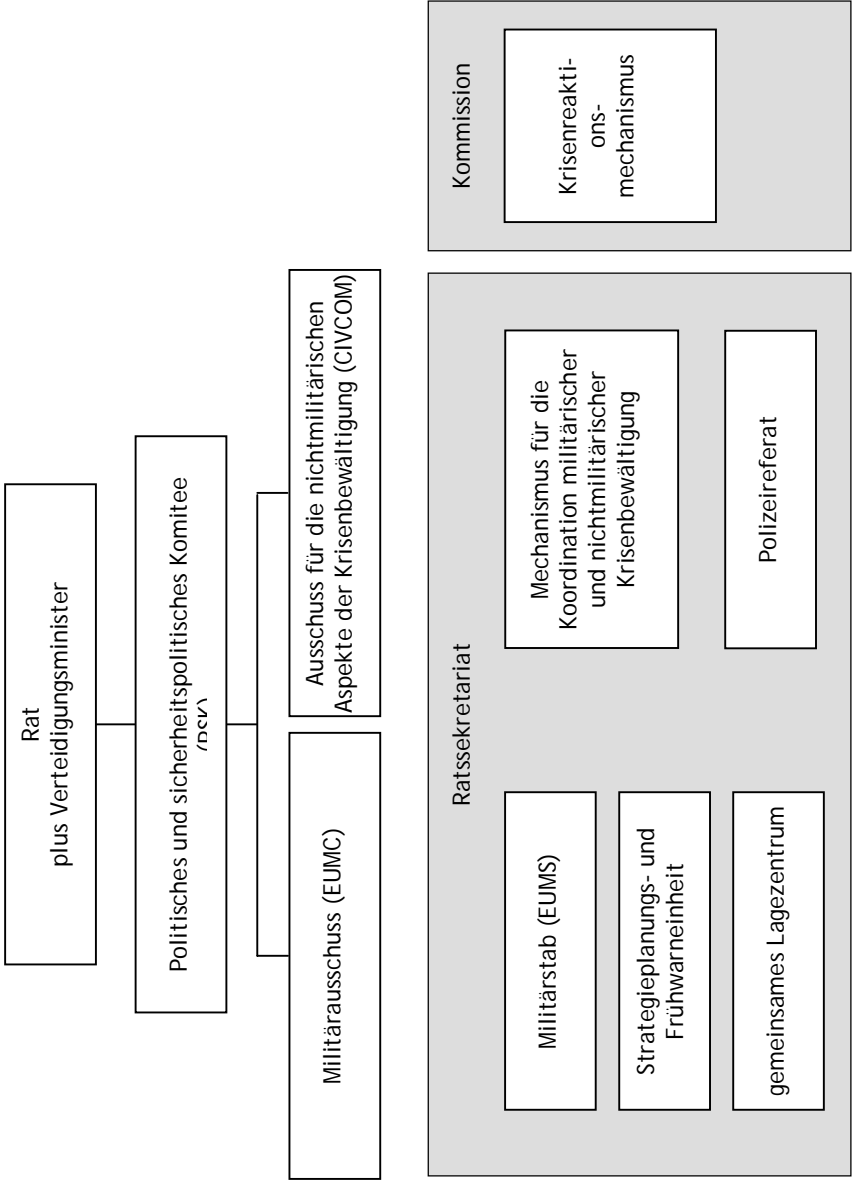 Rat
plus Verteidigungsminister
Politisches und sicherheitspolitisches Komitee
(PSK)
Militärausschuss (EUMC)
Ausschuss für die nichtmilitärischen
Aspekte der Krisenbewältigung (CIVCOM)
Ratssekretariat
Militärstab (EUMS)
Strategieplanungs- und
Frühwarneinheit
gemeinsames Lagezentrum
Mechanismus für die
Koordination militärischer
und nichtmilitärischer
Krisenbewältigung
Polizeireferat
Kommission
Krisenreakti-
ons-
mechanismus